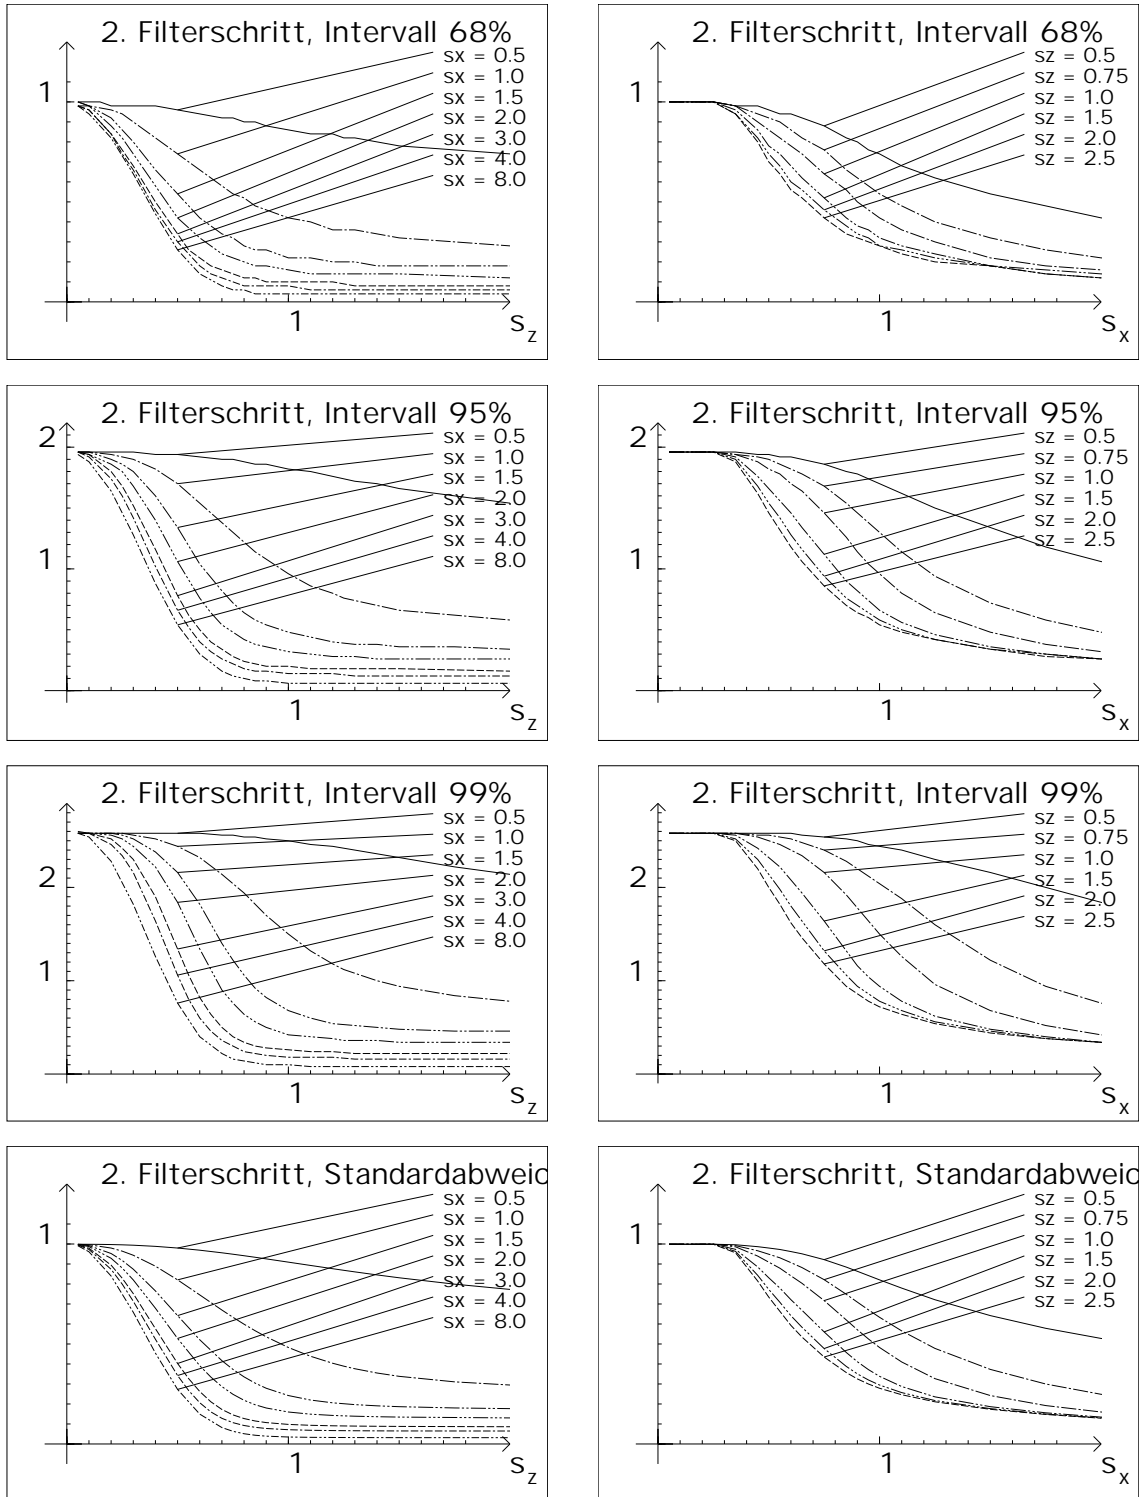 2. Filterschritt, Intervall 68%
sx = 0.5
sx = 1.0
sx = 1.5
sx = 2.0
sx = 3.0
sx = 4.0
sx = 8.0
1
1
sz
2. Filterschritt, Intervall 68%
sz = 0.5
sz = 0.75
sz = 1.0
sz = 1.5
sz = 2.0
sz = 2.5
1
1
sx
2. Filterschritt, Intervall 95%
sx = 0.5
sx = 1.0
sx = 1.5
sx = 2.0
sx = 3.0
sx = 4.0
sx = 8.0
2
1
1
sz
2. Filterschritt, Intervall 95%
sz = 0.5
sz = 0.75
sz = 1.0
sz = 1.5
sz = 2.0
sz = 2.5
2
1
1
sx
2. Filterschritt, Intervall 99%
sx = 0.5
sx = 1.0
sx = 1.5
sx = 2.0
sx = 3.0
sx = 4.0
sx = 8.0
2
1
1
sz
2. Filterschritt, Intervall 99%
sz = 0.5
sz = 0.75
sz = 1.0
sz = 1.5
sz = 2.0
sz = 2.5
2
1
1
sx
2. Filterschritt, Standardabweic
sx = 0.5
sx = 1.0
sx = 1.5
sx = 2.0
sx = 3.0
sx = 4.0
sx = 8.0
1
1
sz
2. Filterschritt, Standardabweic
sz = 0.5
sz = 0.75
sz = 1.0
sz = 1.5
sz = 2.0
sz = 2.5
1
1
sx